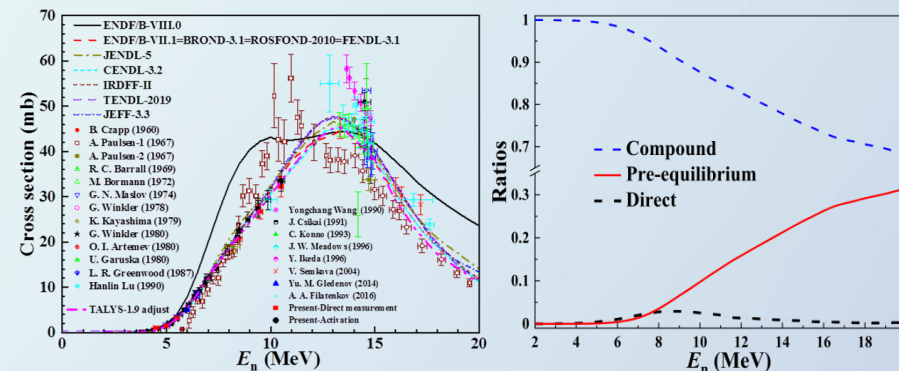 Cross section (mb)
70
60
50
40
30
20
10
0
ENDF/B-VIII.0
ENDF/B-VII.1=BROND-3.1=ROSFOND-2010=FENDL-3.1
JENDL-5
CENDL-3.2
IRDFF-II
TENDL-2019
JEFF-3.3
B. Czapp (1960)
A. Paulsen-1 (1967)
A. Paulsen-2 (1967)
R. C. Barrall (1969)
M. Bormann (1972)
G. N. Maslov (1974)
G. Winkler (1978)
K. Kayashima (1979)
G. Winkler (1980)
O. I. Artemev (1980)
U. Garuska (1980)
L. R. Greenwood (1987)
Hanlin Lu (1990)
TALYS-1.9 adjust
Yongchang Wang (1990)
J. Csikai (1991)
C. Konno (1993)
J. W. Meadows (1996)
Y. Ikeda (1996)
V. Semkova (2004)
Yu. M. Gledenov (2014)
A. A. Filatenkov (2016)
Present-Direct measurement
Present-Activation
0 5 10 15 20
En (MeV)
Ratios
1.0
0.9
0.8
0.7
0.3
0.2
0.1
0
Compound
Pre-equilibrium
Direct
2 4 6 8 10 12 14 16 18
En (MeV)